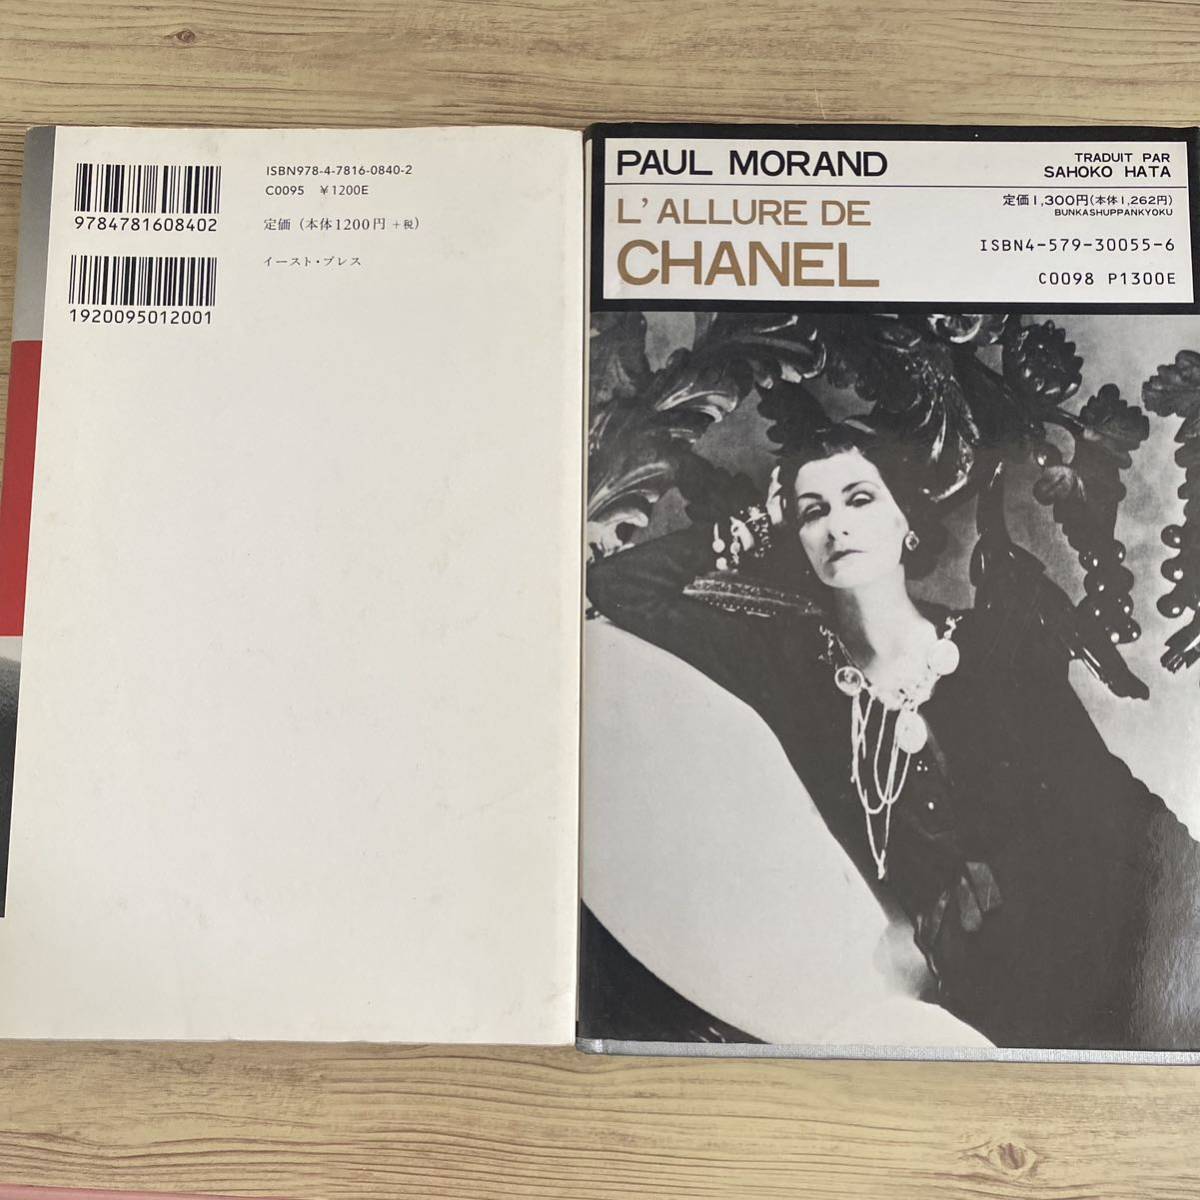 ISBN978-4-7816-0840-2
C0095 ￥1200E
9784781608402
定価（本体1200円 +税）
イースト・プレス
1920095012001
PAUL MORAND
TRADUIT PAR
SAHOKO HATA
L'ALLURE DE
CHANEL
定価1,300円(本体1,262円)
BUNKASHUPPANKYOKU
ISBN4-579-30055-6
C0098 P1300E